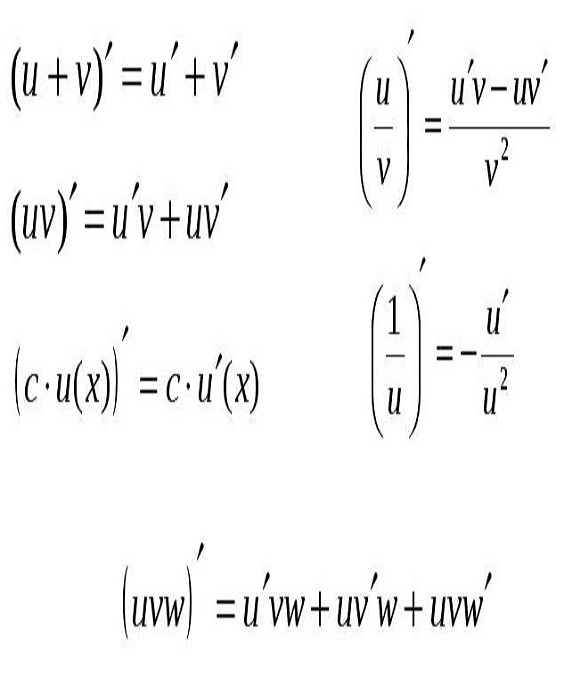 (u+v)′=u′+v′
(u/v)′=(u′v−uv′)/v²
(uv)′=u′v+uv′
(1/u)′=−u′/u²
(c·u(x))′=c·u′(x)
(uvw)′=u′vw+uv′w+uvw′